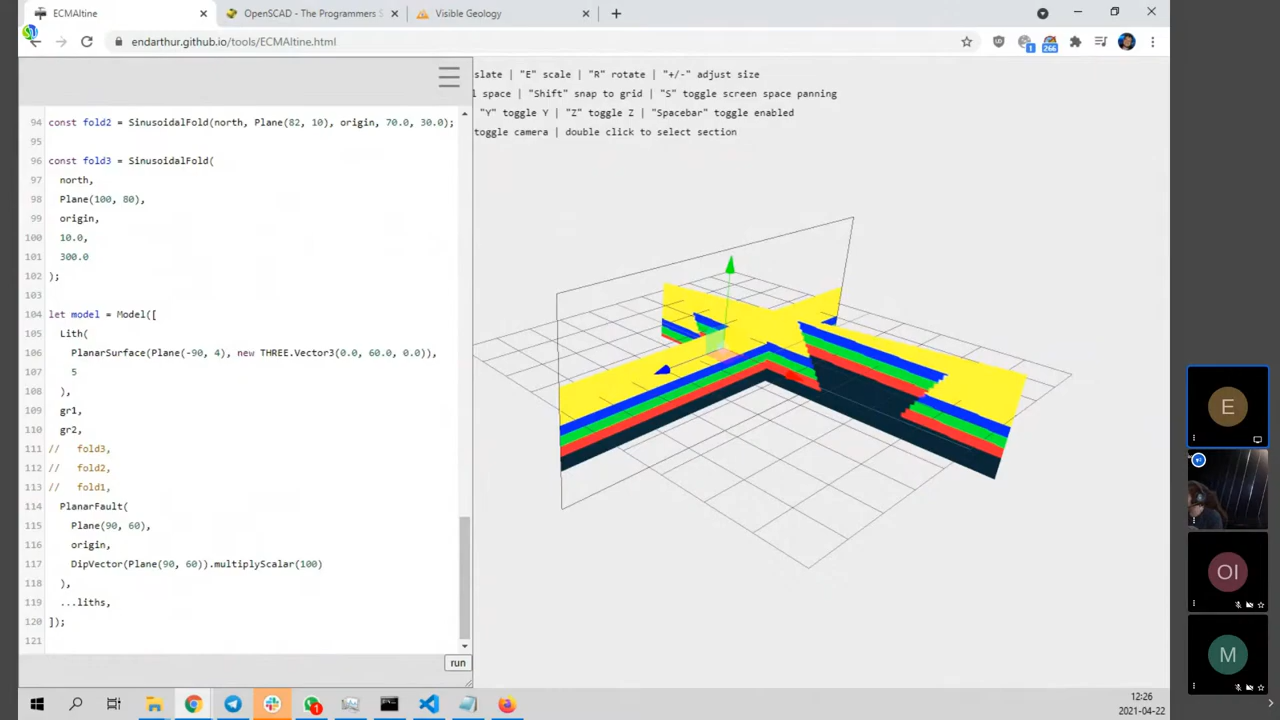 ECMAltine
OpenSCAD - The Programmers S
Visible Geology
endarthur.github.io/tools/ECMAltine.html
1
266
slate | "E" scale | "R" rotate | "+/-" adjust size
l space | "Shift" snap to grid | "S" toggle screen space panning
"Y" toggle Y | "Z" toggle Z | "Spacebar" toggle enabled
toggle camera | double click to select section
94 const fold2 = SinusoidalFold(north, Plane(82, 10), origin, 70.0, 30.0);
95
96 const fold3 = SinusoidalFold(
97 north,
98 Plane(100, 80),
99 origin,
100 10.0,
101 300.0
102 );
103
104 let model = Model([
105 Lith(
106 PlanarSurface(Plane(-90, 4), new THREE.Vector3(0.0, 60.0, 0.0)),
107 5
108 ),
109 gr1,
110 gr2,
111 // fold3,
112 // fold2,
113 // fold1,
114 PlanarFault(
115 Plane(90, 60),
116 origin,
117 DipVector(Plane(90, 60)).multiplyScalar(100)
118 ),
119 ...liths,
120 ]);
121
run
E
OI
M
1
12:26
2021-04-22